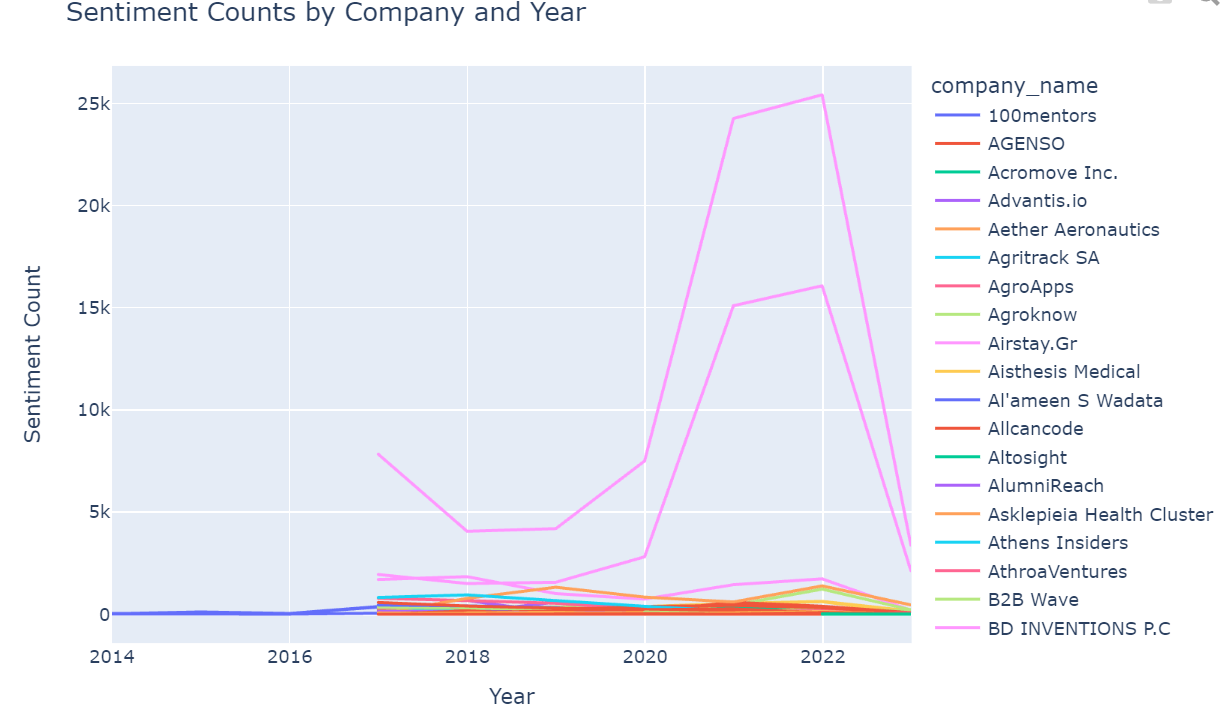 Sentiment Counts by Company and Year
25k
20k
15k
10k
5k
0
Sentiment Count
2014
2016
2018
2020
2022
Year
company_name
100mentors
AGENSO
Acromove Inc.
Advantis.io
Aether Aeronautics
Agritrack SA
AgroApps
Agroknow
Airstay.Gr
Aisthesis Medical
Al'ameen S Wadata
Allcancode
Altosight
AlumniReach
Asklepieia Health Cluster
Athens Insiders
AthroaVentures
B2B Wave
BD INVENTIONS P.C